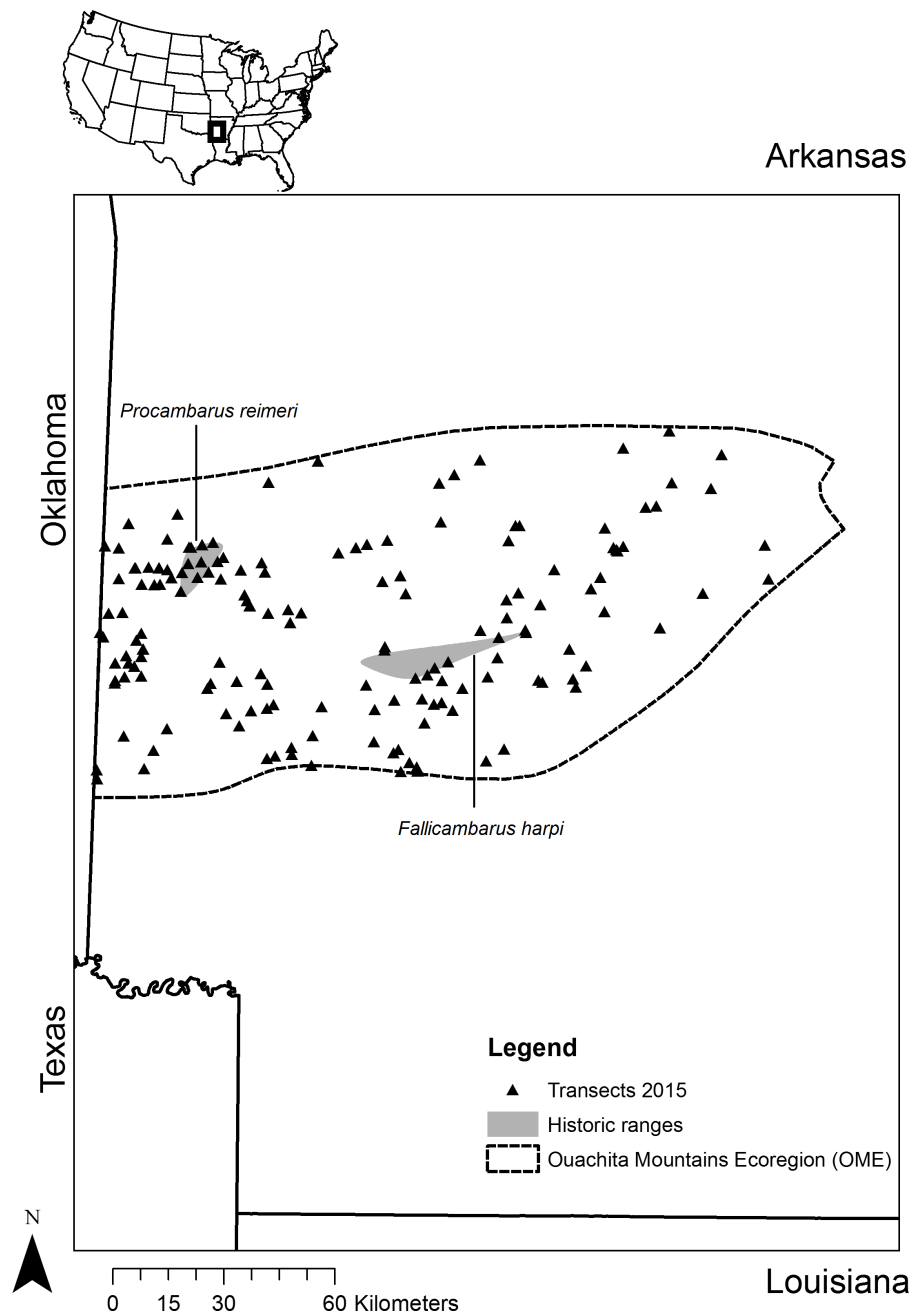 Arkansas
Oklahoma
Procambarus reimeri
Fallicambarus harpi
Texas
Legend
Transects 2015
Historic ranges
Ouachita Mountains Ecoregion (OME)
N
0 15 30 60 Kilometers
Louisiana